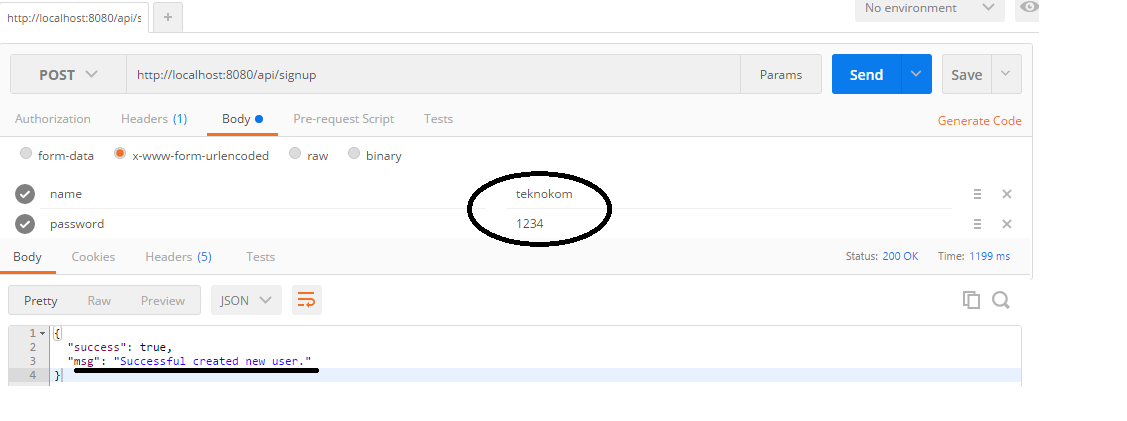 http://localhost:8080/api/s +
No environment
POST http://localhost:8080/api/signup Params Send Save
Authorization Headers (1) Body Pre-request Script Tests Generate Code
form-data x-www-form-urlencoded raw binary
name teknokom
password 1234
Body Cookies Headers (5) Tests Status: 200 OK Time: 1199 ms
Pretty Raw Preview JSON
1 {
2 "success": true,
3 "msg": "Successful created new user."
4 }